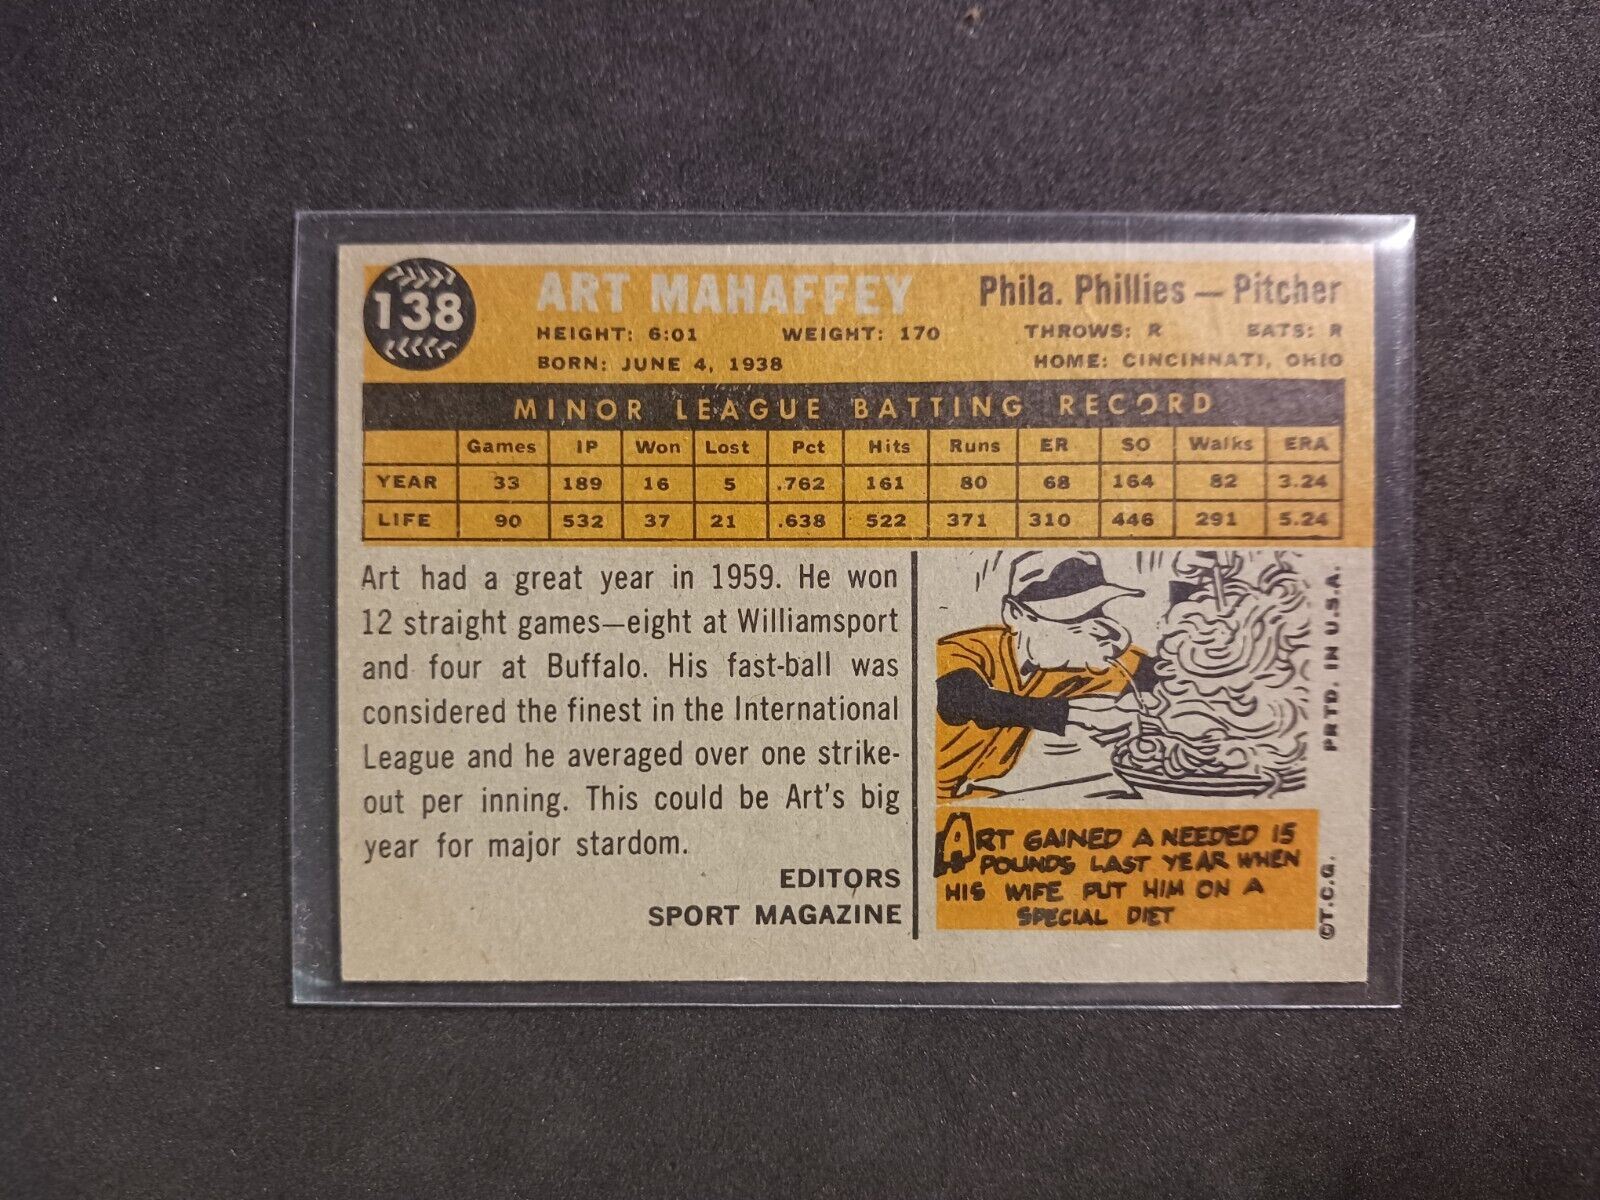 138
ART MAHAFFEY
Phila. Phillies — Pitcher
HEIGHT: 6:01 WEIGHT: 170 THROWS: R BATS: R
BORN: JUNE 4, 1938 HOME: CINCINNATI, OHIO
MINOR LEAGUE BATTING RECORD
Games IP Won Lost Pct Hits Runs ER SO Walks ERA
YEAR 33 189 16 5 .762 161 80 68 164 82 3.24
LIFE 90 532 37 21 .638 522 371 310 446 291 5.24
Art had a great year in 1959. He won
12 straight games—eight at Williamsport
and four at Buffalo. His fast-ball was
considered the finest in the International
League and he averaged over one strike-
out per inning. This could be Art's big
year for major stardom.
EDITORS
SPORT MAGAZINE
ART GAINED A NEEDED 15
POUNDS LAST YEAR WHEN
HIS WIFE PUT HIM ON A
SPECIAL DIET
©T.C.G. PRTD. IN U.S.A.